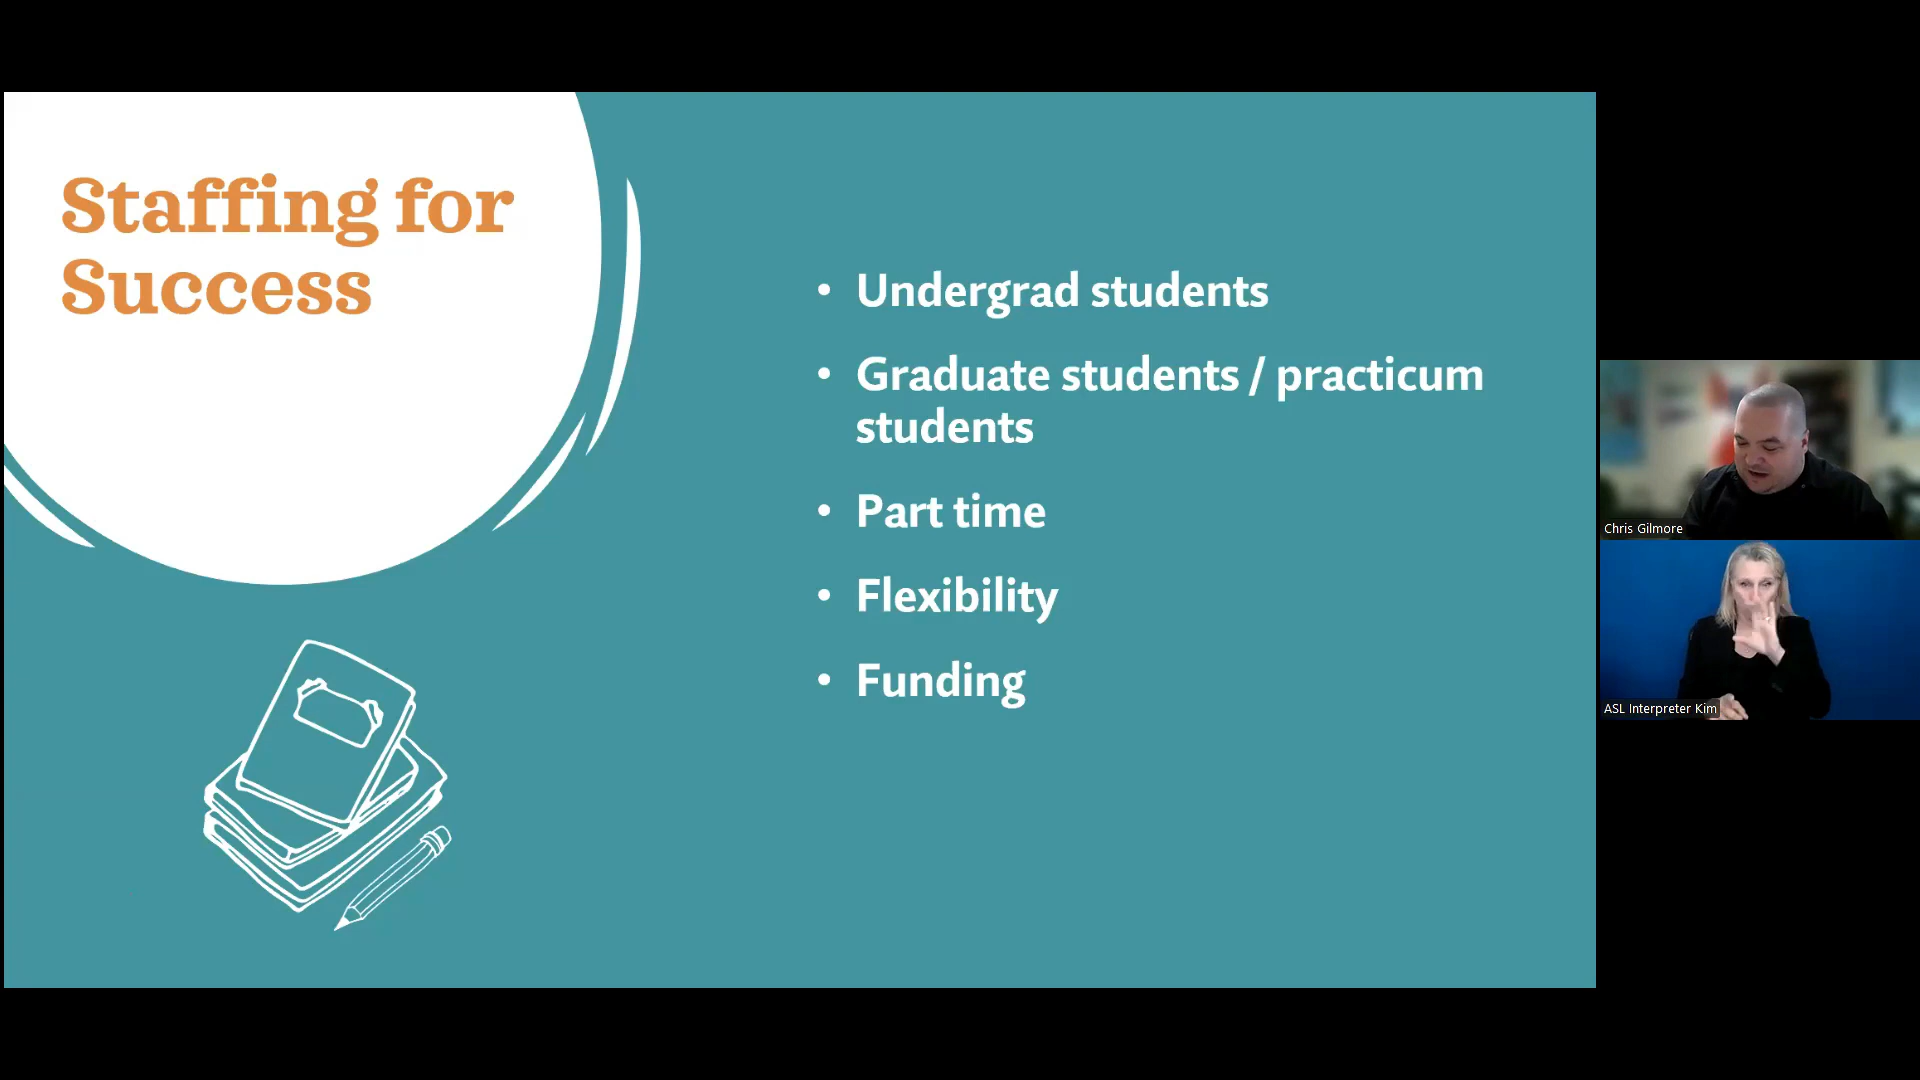 Staffing for
Success
• Undergrad students
• Graduate students / practicum
students
• Part time
• Flexibility
• Funding
Chris Gilmore
ASL Interpreter Kim